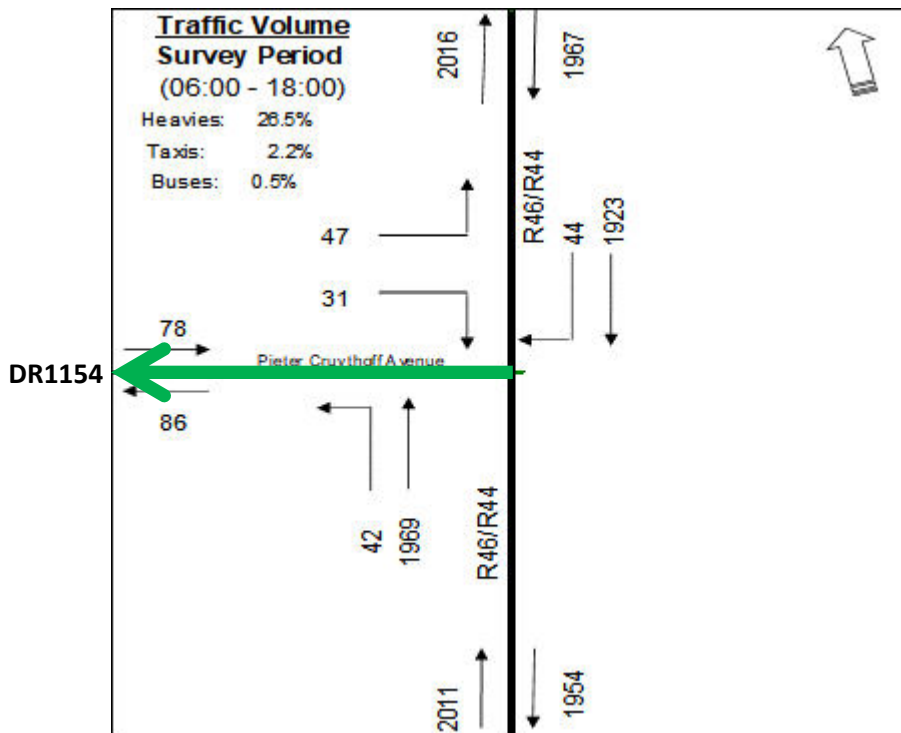 Traffic Volume
Survey Period
(06:00 - 18:00)
Heavies: 26.5%
Taxis: 2.2%
Buses: 0.5%
2016
1967
R46/R44
44
1923
47
31
78
Pieter Cruythoff Avenue
DR1154
86
42
1969
R46/R44
2011
1954